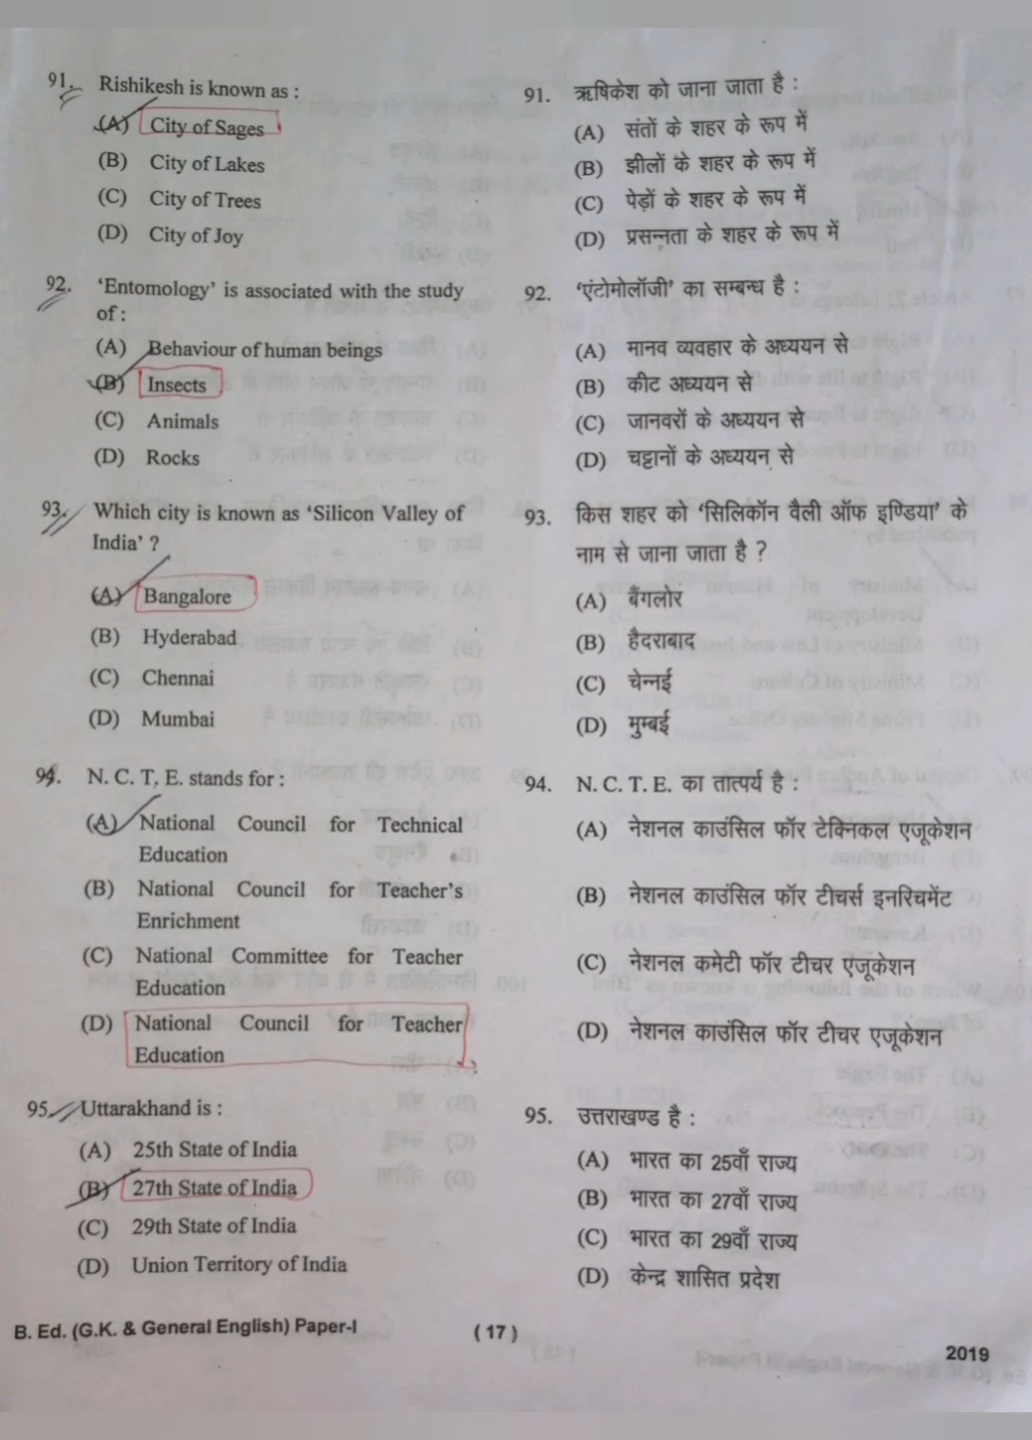 91. Rishikesh is known as :
(A) City of Sages
(B) City of Lakes
(C) City of Trees
(D) City of Joy
92. ‘Entomology’ is associated with the study
of :
(A) Behaviour of human beings
(B) Insects
(C) Animals
(D) Rocks
93. Which city is known as ‘Silicon Valley of
India’ ?
(A) Bangalore
(B) Hyderabad
(C) Chennai
(D) Mumbai
94. N. C. T. E. stands for :
(A) National Council for Technical
Education
(B) National Council for Teacher’s
Enrichment
(C) National Committee for Teacher
Education
(D) National Council for Teacher
Education
95. Uttarakhand is :
(A) 25th State of India
(B) 27th State of India
(C) 29th State of India
(D) Union Territory of India
91. ऋषिकेश को जाना जाता है :
(A) संतों के शहर के रूप में
(B) झीलों के शहर के रूप में
(C) पेड़ों के शहर के रूप में
(D) प्रसन्नता के शहर के रूप में
92. ‘एंटोमोलॉजी’ का सम्बन्ध है :
(A) मानव व्यवहार के अध्ययन से
(B) कीट अध्ययन से
(C) जानवरों के अध्ययन से
(D) चट्टानों के अध्ययन से
93. किस शहर को ‘सिलिकॉन वैली ऑफ इण्डिया’ के
नाम से जाना जाता है ?
(A) बैंगलोर
(B) हैदराबाद
(C) चेन्नई
(D) मुम्बई
94. N. C. T. E. का तात्पर्य है :
(A) नेशनल काउंसिल फॉर टेक्निकल एजूकेशन
(B) नेशनल काउंसिल फॉर टीचर्स इनरिचमेंट
(C) नेशनल कमेटी फॉर टीचर एजूकेशन
(D) नेशनल काउंसिल फॉर टीचर एजूकेशन
95. उत्तराखण्ड है :
(A) भारत का 25वाँ राज्य
(B) भारत का 27वाँ राज्य
(C) भारत का 29वाँ राज्य
(D) केन्द्र शासित प्रदेश
B. Ed. (G.K. & General English) Paper-I
( 17 )
2019